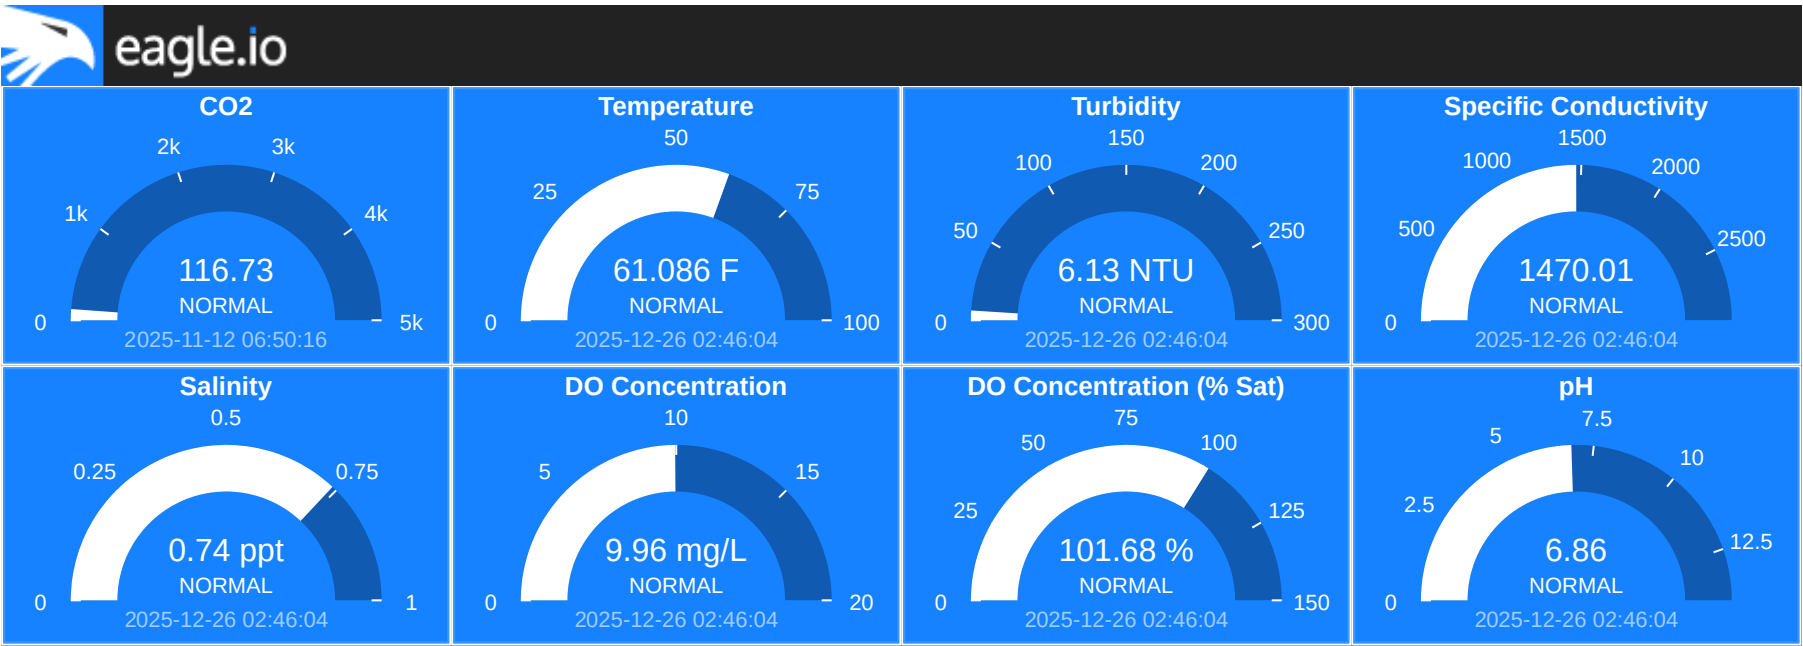 eagle.io
CO2
0
1k
2k
3k
4k
5k
116.73
NORMAL
2025-11-12 06:50:16
Temperature
0
25
50
75
100
61.086 F
NORMAL
2025-12-26 02:46:04
Turbidity
0
50
100
150
200
250
300
6.13 NTU
NORMAL
2025-12-26 02:46:04
Specific Conductivity
0
500
1000
1500
2000
2500
1470.01
NORMAL
2025-12-26 02:46:04
Salinity
0
0.25
0.5
0.75
1
0.74 ppt
NORMAL
2025-12-26 02:46:04
DO Concentration
0
5
10
15
20
9.96 mg/L
NORMAL
2025-12-26 02:46:04
DO Concentration (% Sat)
0
25
50
75
100
125
150
101.68 %
NORMAL
2025-12-26 02:46:04
pH
0
2.5
5
7.5
10
12.5
6.86
NORMAL
2025-12-26 02:46:04